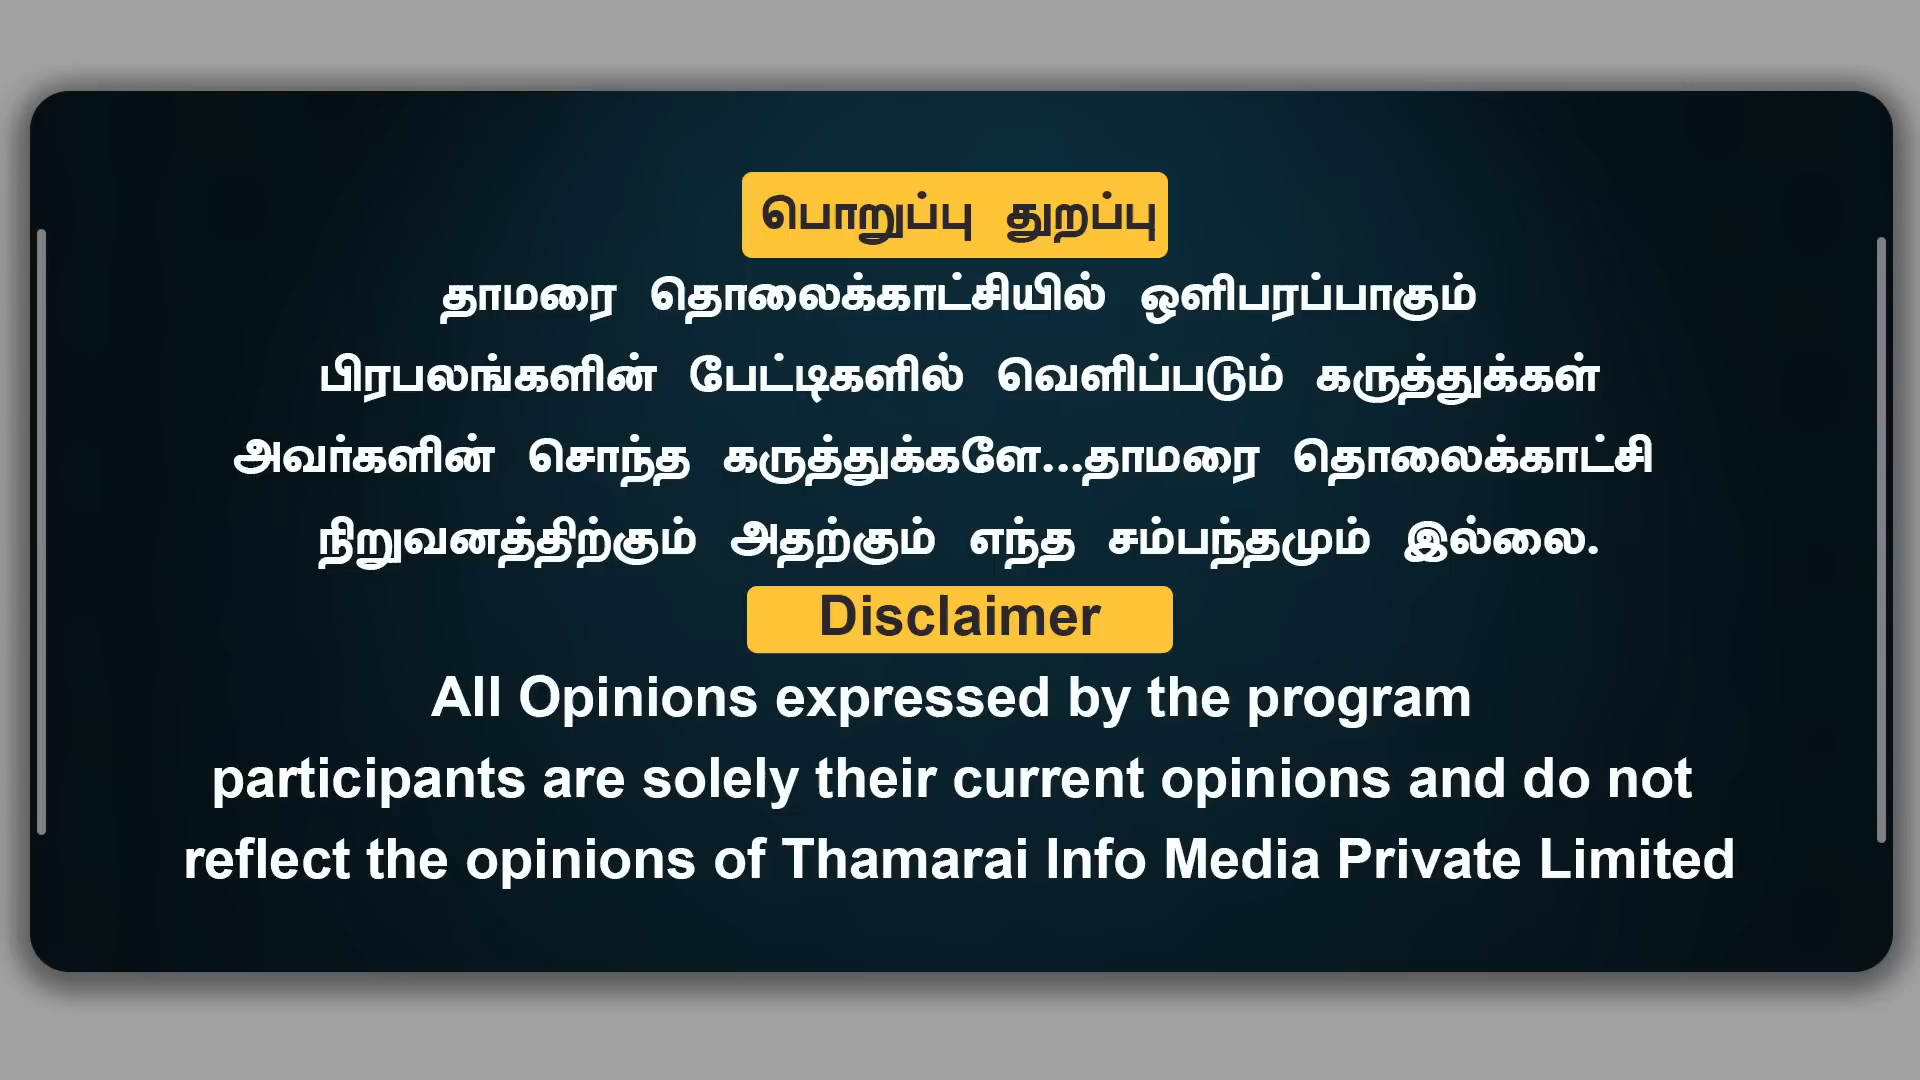 பொறுப்பு துறப்பு
தாமரை தொலைக்காட்சியில் ஒளிபரப்பாகும்
பிரபலங்களின் பேட்டிகளில் வெளிப்படும் கருத்துக்கள்
அவர்களின் சொந்த கருத்துக்களே...தாமரை தொலைக்காட்சி
நிறுவனத்திற்கும் அதற்கும் எந்த சம்பந்தமும் இல்லை.
Disclaimer
All Opinions expressed by the program
participants are solely their current opinions and do not
reflect the opinions of Thamarai Info Media Private Limited